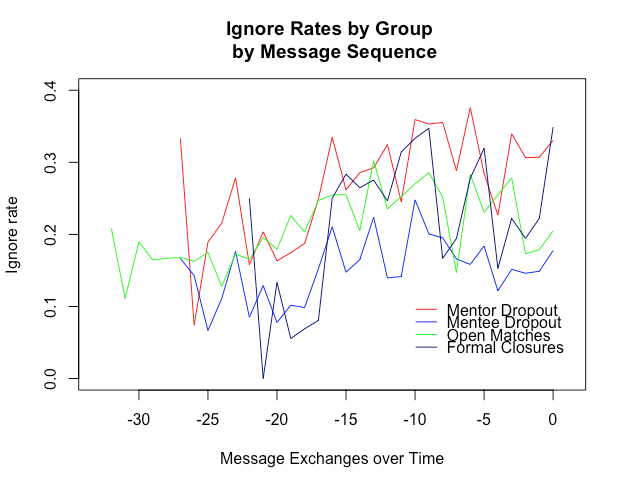 Ignore Rates by Group
by Message Sequence
Ignore rate
0.4
0.3
0.2
0.1
0.0
Mentor Dropout
Mentee Dropout
Open Matches
Formal Closures
-30 -25 -20 -15 -10 -5 0
Message Exchanges over Time